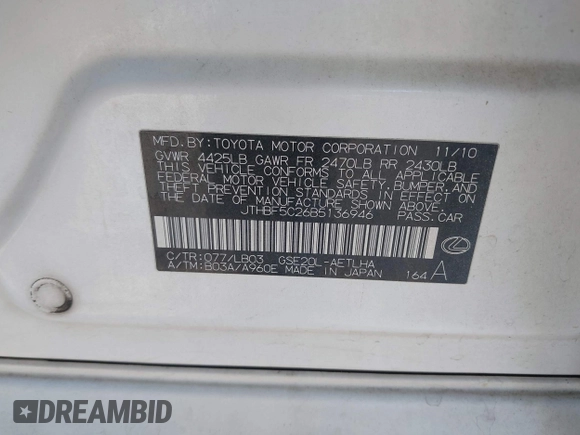 MFD.BY:TOYOTA MOTOR CORPORATION 11/10
GVWR 4425LB GAWR FR 2470LB RR 2430LB
THIS VEHICLE CONFORMS TO ALL APPLICABLE
FEDERAL MOTOR VEHICLE SAFETY, BUMPER, AND
THEFT PREVENTION STANDARDS IN EFFECT ON
THE DATE OF MANUFACTURE SHOWN ABOVE.
JTHBF5C26B5136946 PASS.CAR
C/TR:077/LB03 GSE20L-AETLHA
A/TM:B03A/A960E MADE IN JAPAN 164 A
DREAMBID